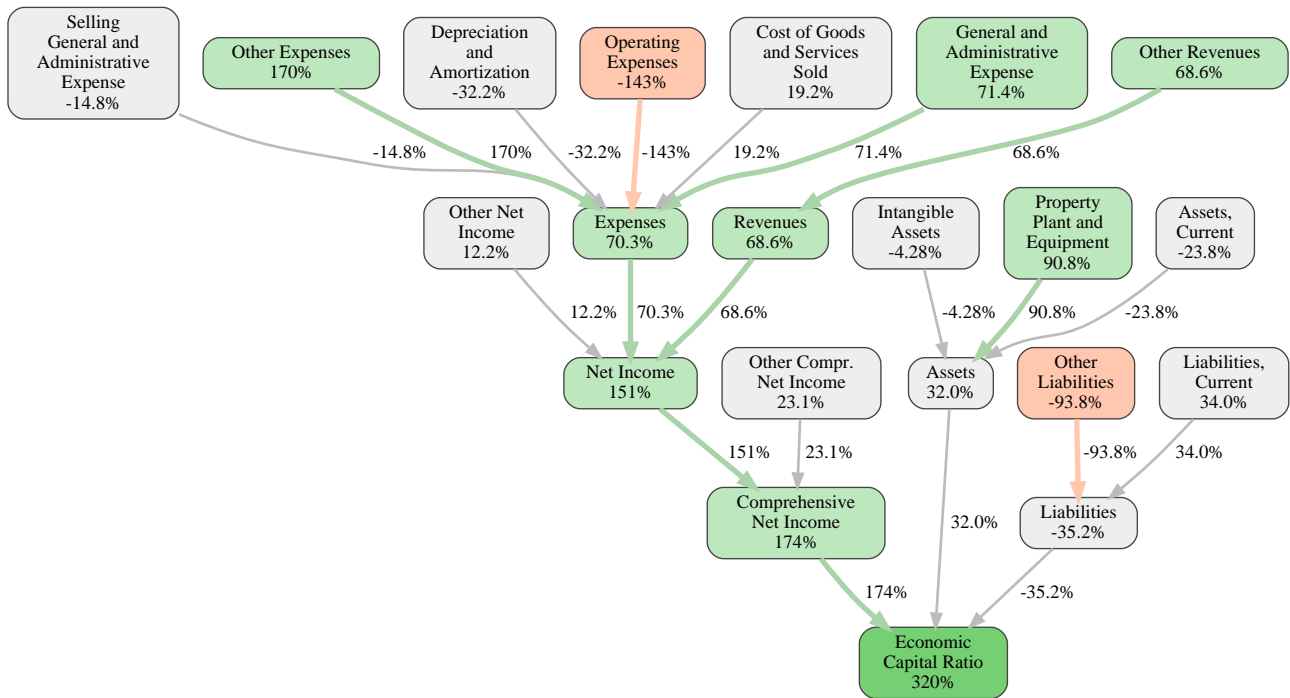 Selling
General and
Administrative
Expense
-14.8%
Other Expenses
170%
Depreciation
and
Amortization
-32.2%
Operating
Expenses
-143%
Cost of Goods
and Services
Sold
19.2%
General and
Administrative
Expense
71.4%
Other Revenues
68.6%
-14.8%
170%
-32.2%
-143%
19.2%
71.4%
68.6%
Other Net
Income
12.2%
Expenses
70.3%
Revenues
68.6%
Intangible
Assets
-4.28%
Property
Plant and
Equipment
90.8%
Assets,
Current
-23.8%
12.2%
70.3%
68.6%
-4.28%
90.8%
-23.8%
Net Income
151%
Other Compr.
Net Income
23.1%
Assets
32.0%
Other
Liabilities
-93.8%
Liabilities,
Current
34.0%
151%
23.1%
-93.8%
34.0%
Comprehensive
Net Income
174%
32.0%
Liabilities
-35.2%
174%
-35.2%
Economic
Capital Ratio
320%